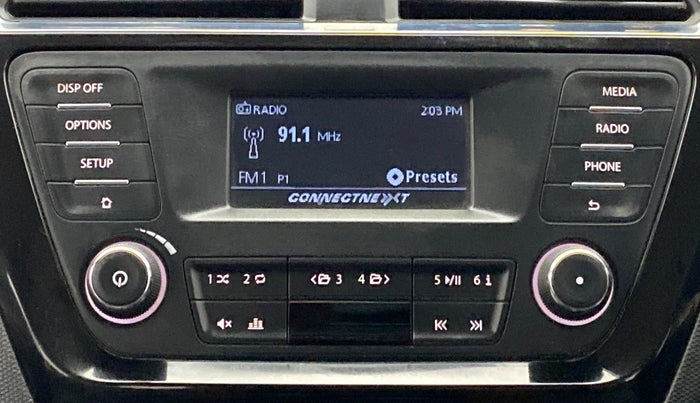 DISP OFF
OPTIONS
SETUP
RADIO 2:03 PM
91.1 MHz
FM1 P1 Presets
CONNECTNEXT
MEDIA
RADIO
PHONE
1 2 3 4 5 6 i